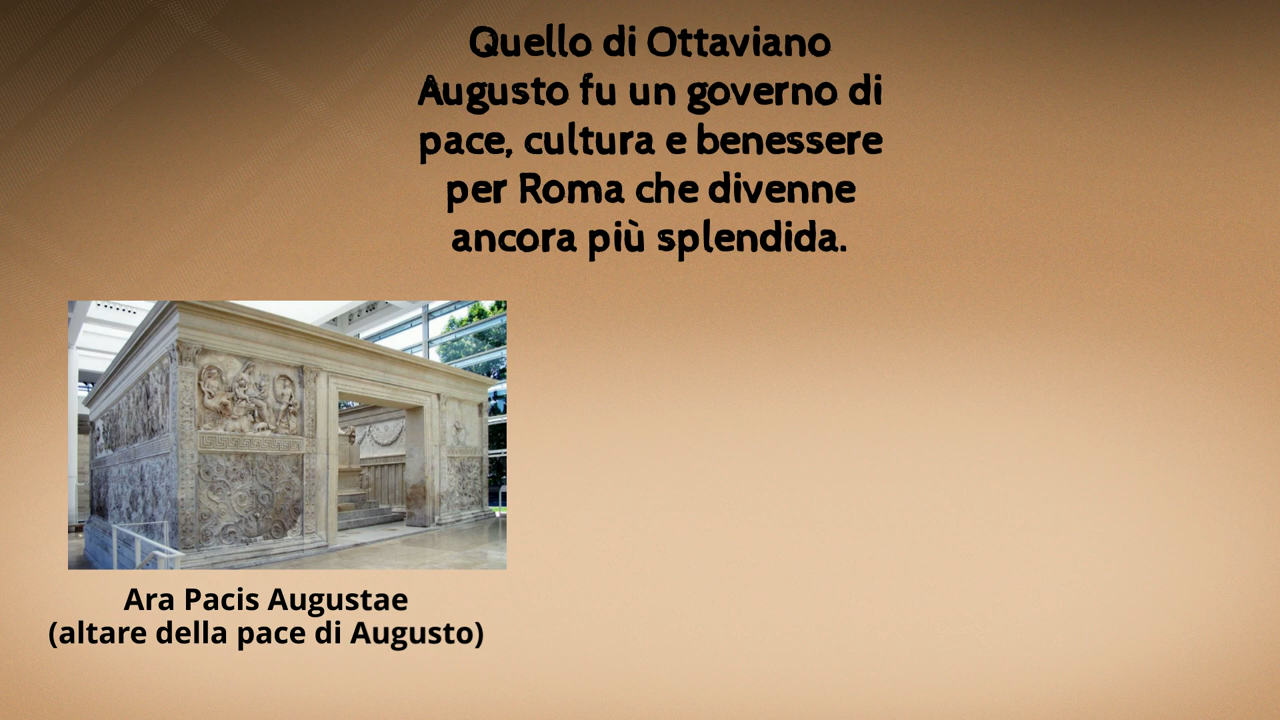 Quello di Ottaviano
Augusto fu un governo di
pace, cultura e benessere
per Roma che divenne
ancora più splendida.
Ara Pacis Augustae
(altare della pace di Augusto)